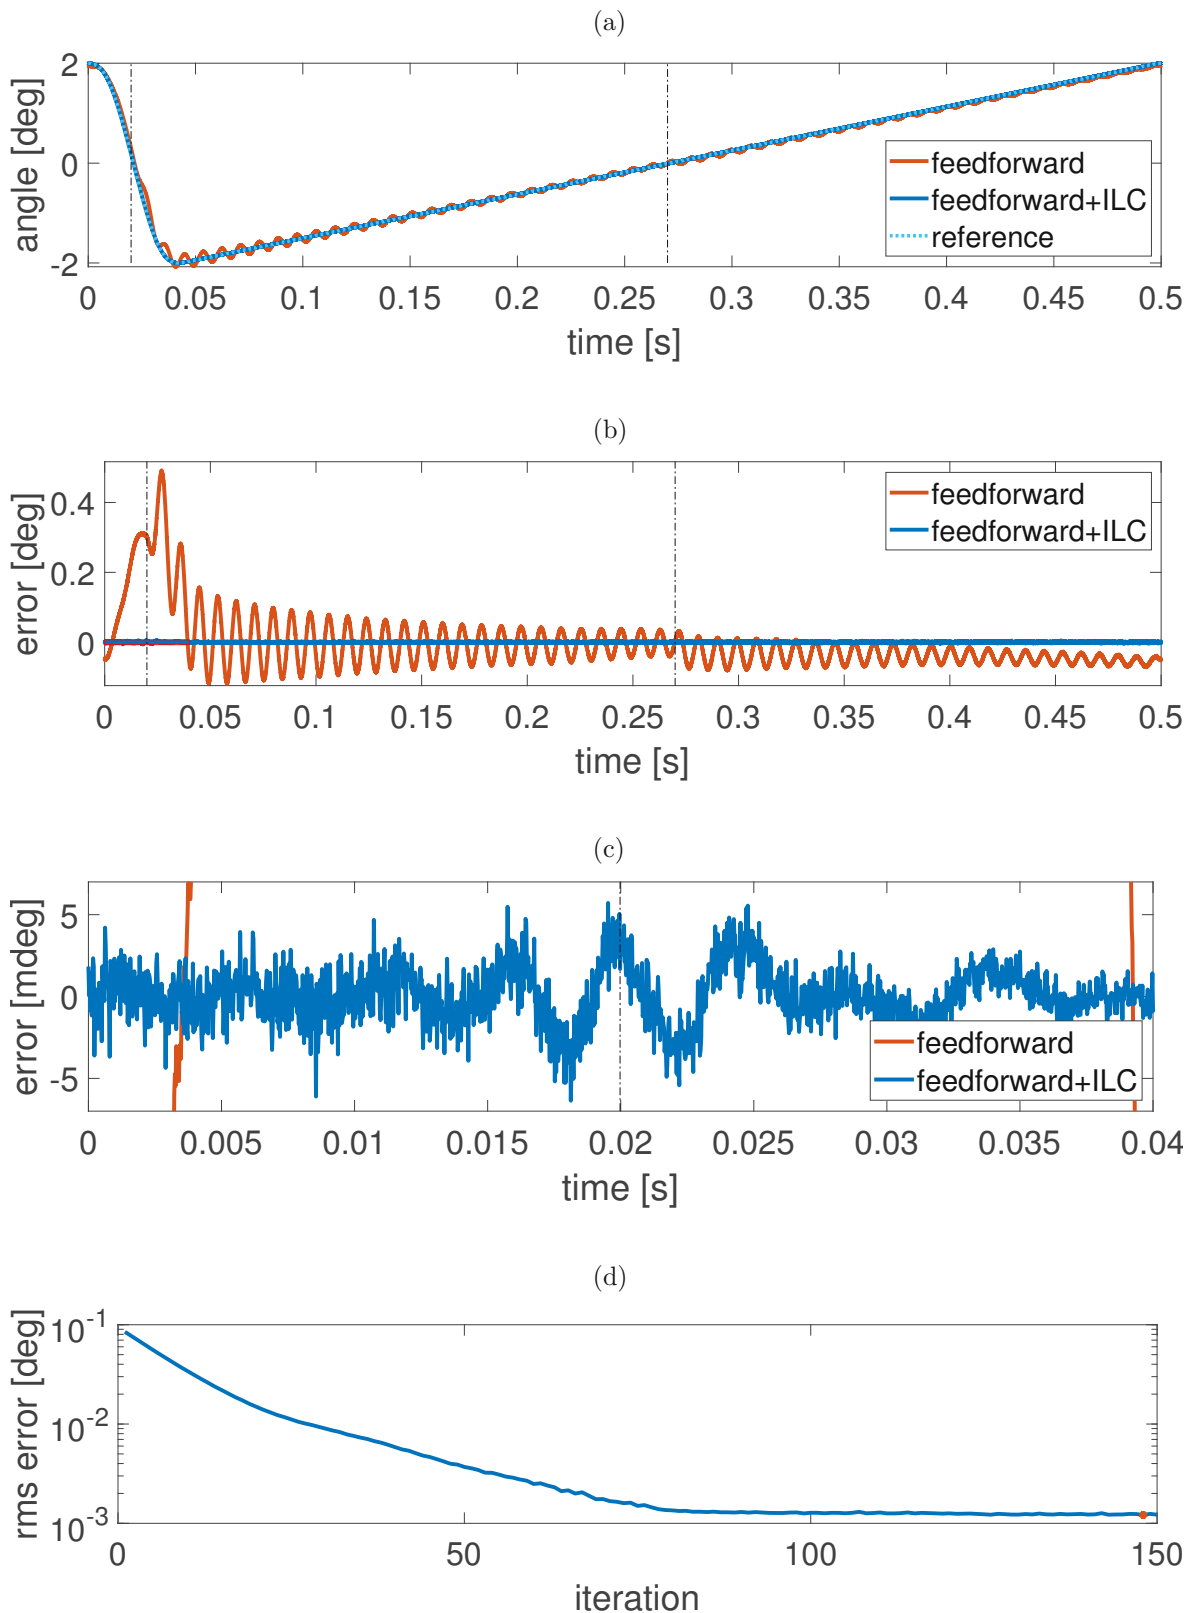 (a)
2
0
-2
angle [deg]
feedforward
feedforward+ILC
reference
0 0.05 0.1 0.15 0.2 0.25 0.3 0.35 0.4 0.45 0.5
time [s]
(b)
0.4
0.2
0
error [deg]
feedforward
feedforward+ILC
0 0.05 0.1 0.15 0.2 0.25 0.3 0.35 0.4 0.45 0.5
time [s]
(c)
5
0
-5
error [mdeg]
feedforward
feedforward+ILC
0 0.005 0.01 0.015 0.02 0.025 0.03 0.035 0.04
time [s]
(d)
10^-1
10^-2
10^-3
rms error [deg]
0 50 100 150
iteration